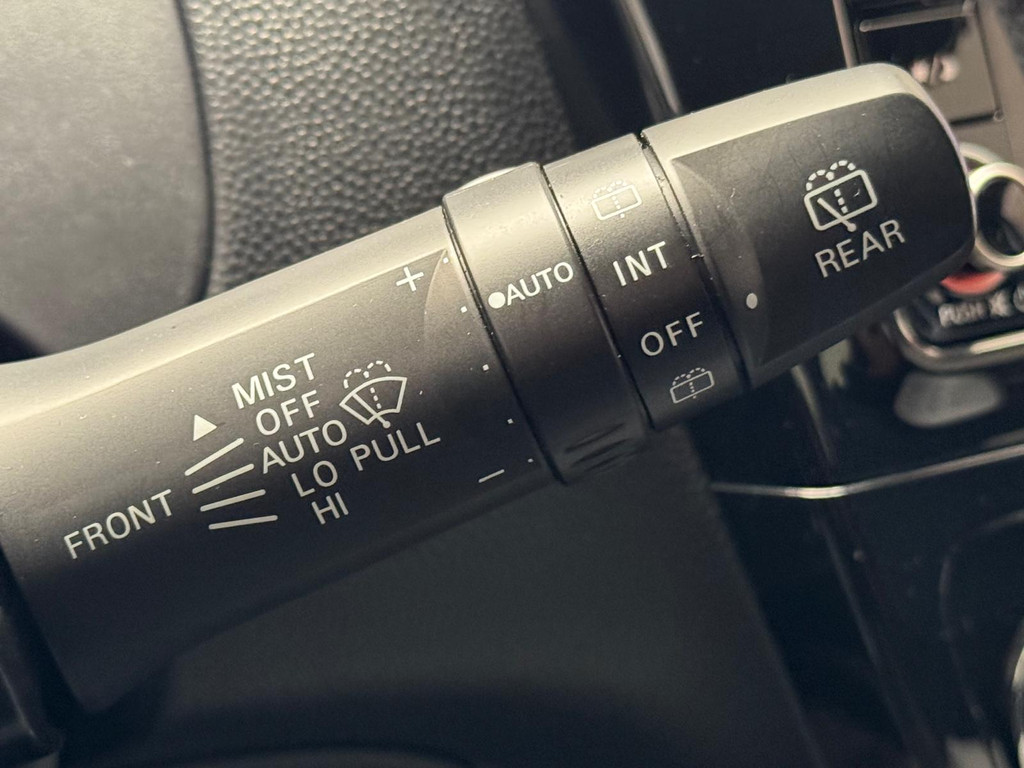 REAR
INT
OFF
+
●AUTO
−
MIST
OFF
AUTO
LO PULL
HI
FRONT
PUSH